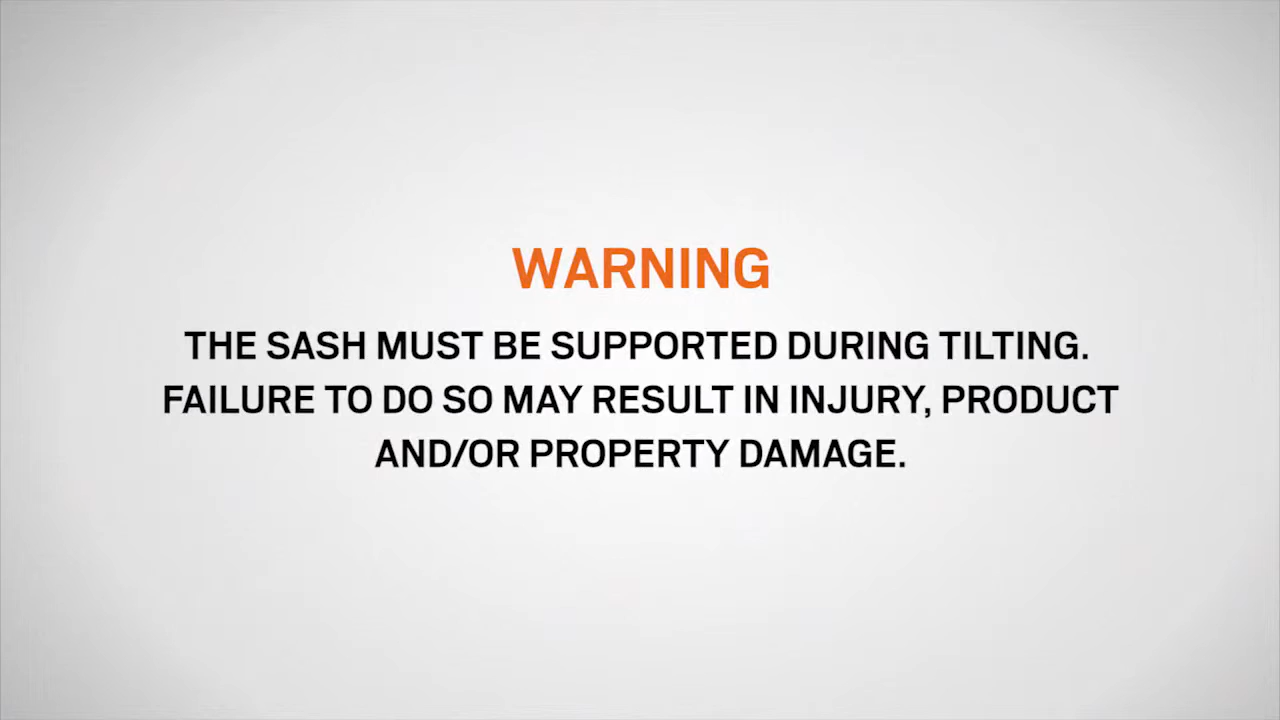 WARNING
THE SASH MUST BE SUPPORTED DURING TILTING.
FAILURE TO DO SO MAY RESULT IN INJURY, PRODUCT
AND/OR PROPERTY DAMAGE.